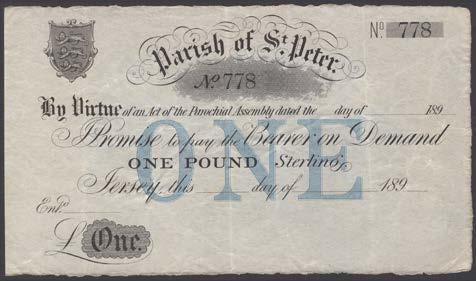 Nº 778
Parish of St. Peter.
Nº 778
By Virtue of an Act of the Parochial Assembly dated the day of 189
I Promise to pay the Bearer on Demand
ONE POUND Sterling,
ONE
Jersey, this day of 189
Entd.
£ One.